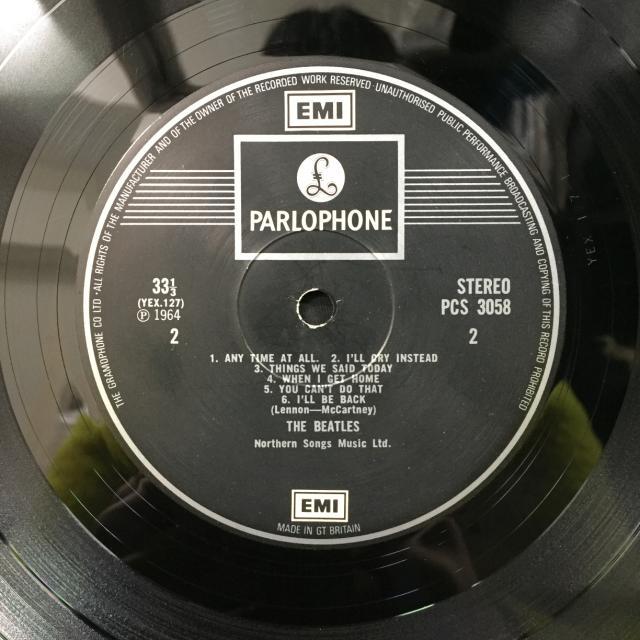 THE GRAMOPHONE CO LTD · ALL RIGHTS OF THE MANUFACTURER AND OF THE OWNER OF THE RECORDED WORK RESERVED · UNAUTHORISED PUBLIC PERFORMANCE BROADCASTING AND COPYING OF THIS RECORD PROHIBITED
EMI
£
PARLOPHONE
33⅓
(YEX.127)
Ⓟ 1964
2
STEREO
PCS 3058
2
1. ANY TIME AT ALL. 2. I'LL CRY INSTEAD
3. THINGS WE SAID TODAY
4. WHEN I GET HOME
5. YOU CAN'T DO THAT
6. I'LL BE BACK
(Lennon—McCartney)
THE BEATLES
Northern Songs Music Ltd.
EMI
MADE IN GT BRITAIN